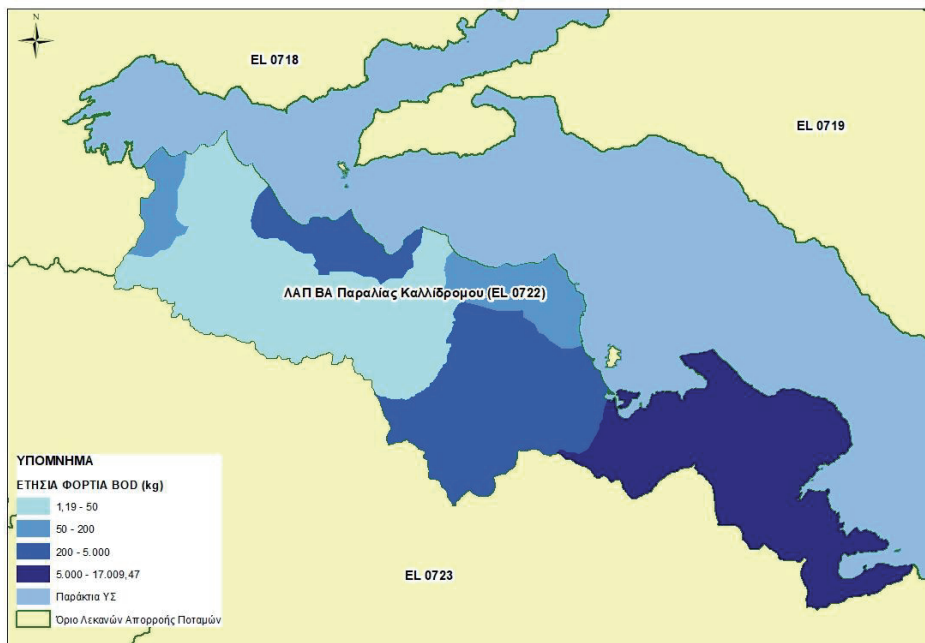 N
EL 0718
EL 0719
ΛΑΠ ΒΑ Παραλίας Καλλίδρομου (EL 0722)
EL 0723
ΥΠΟΜΝΗΜΑ
ΕΤΗΣΙΑ ΦΟΡΤΙΑ BOD (kg)
1,19 - 50
50 - 200
200 - 5.000
5.000 - 17.009,47
Παράκτια ΥΣ
Όριο Λεκανών Απορροής Ποταμών